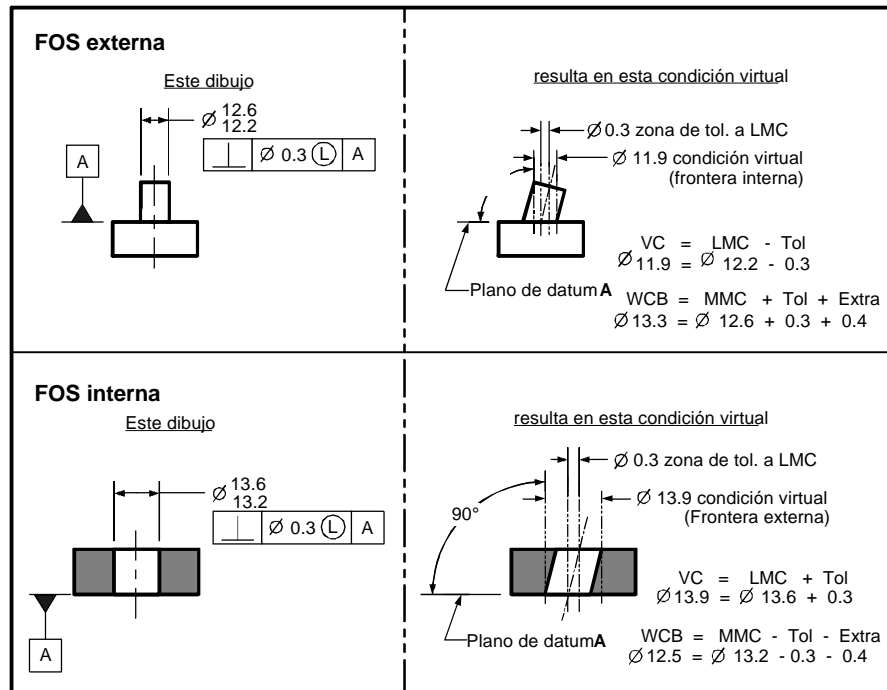 FOS externa
Este dibujo
Ø 12.6
12.2
⊥ Ø 0.3 Ⓛ A
A
resulta en esta condición virtual
Ø 0.3 zona de tol. a LMC
Ø 11.9 condición virtual
(frontera interna)
Plano de datum A
VC = LMC - Tol
Ø 11.9 = Ø 12.2 - 0.3
WCB = MMC + Tol + Extra
Ø 13.3 = Ø 12.6 + 0.3 + 0.4
FOS interna
Este dibujo
Ø 13.6
13.2
⊥ Ø 0.3 Ⓛ A
A
resulta en esta condición virtual
Ø 0.3 zona de tol. a LMC
Ø 13.9 condición virtual
(Frontera externa)
90°
Plano de datum A
VC = LMC + Tol
Ø 13.9 = Ø 13.6 + 0.3
WCB = MMC - Tol - Extra
Ø 12.5 = Ø 13.2 - 0.3 - 0.4